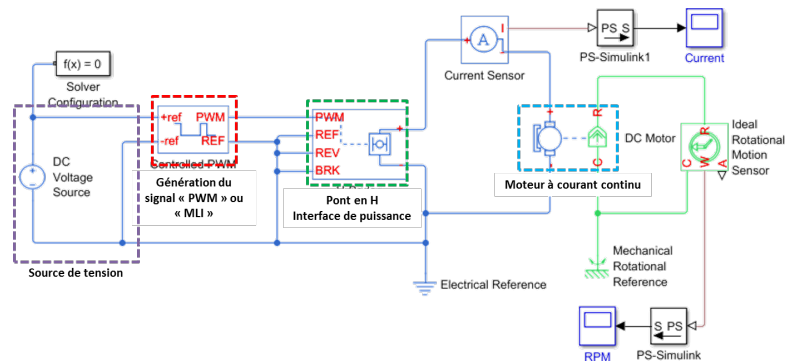 f(x) = 0
Solver
Configuration
DC
Voltage
Source
Source de tension
+ref
-ref
PWM
REF
Controlled PWM
Génération du
signal « PWM » ou
« MLI »
PWM
REF
REV
BRK
+
-
Pont en H
Interface de puissance
+
I
-
A
Current Sensor
PS S
PS-Simulink1
Current
+
-
R
C
DC Motor
Moteur à courant continu
R
C
W
A
Ideal
Rotational
Motion
Sensor
Mechanical
Rotational
Reference
Electrical Reference
S PS
PS-Simulink
RPM